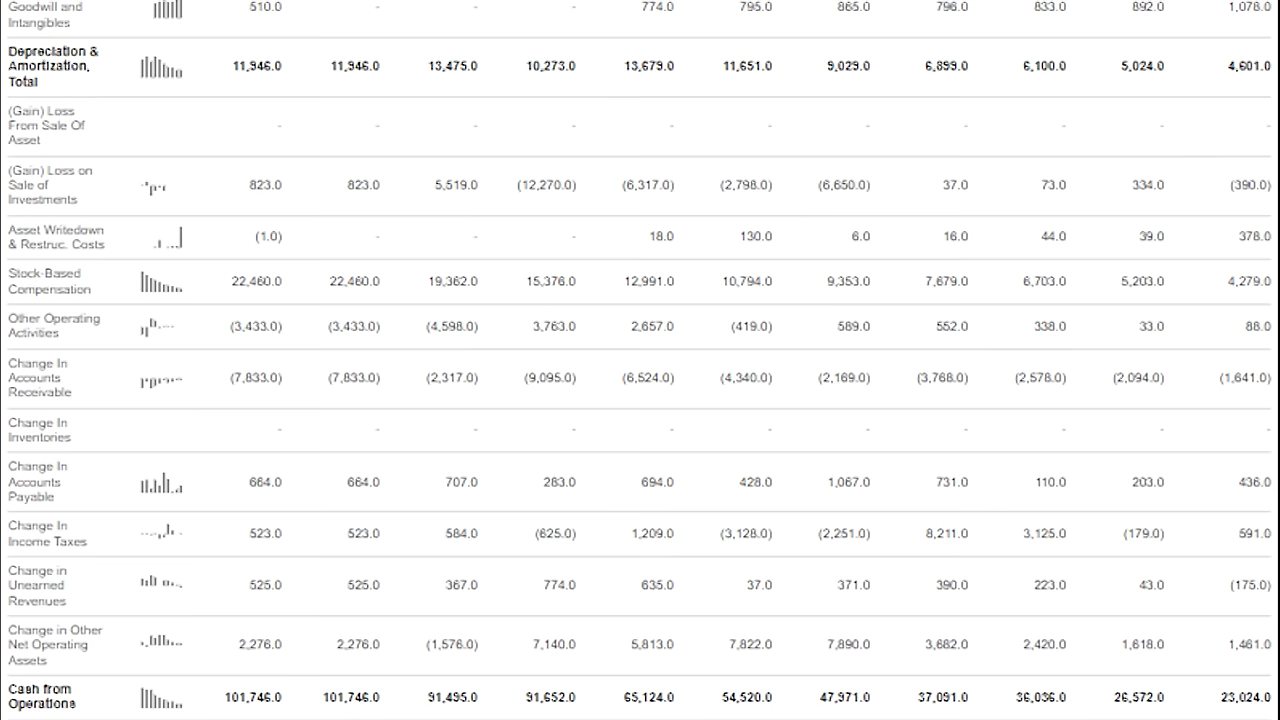 Goodwill and
Intangibles
510.0 - - - 774.0 795.0 865.0 796.0 833.0 892.0 1,078.0
Depreciation &
Amortization,
Total
11,946.0 11,946.0 13,475.0 10,273.0 13,679.0 11,651.0 9,029.0 6,899.0 6,100.0 5,024.0 4,601.0
(Gain) Loss
From Sale Of
Asset
- - - - - - - - - - -
(Gain) Loss on
Sale of
Investments
823.0 823.0 5,519.0 (12,270.0) (6,317.0) (2,798.0) (6,650.0) 37.0 73.0 334.0 (390.0)
Asset Writedown
& Restruc. Costs
(1.0) - - - 18.0 130.0 6.0 16.0 44.0 39.0 378.0
Stock-Based
Compensation
22,460.0 22,460.0 19,362.0 15,376.0 12,991.0 10,794.0 9,353.0 7,679.0 6,703.0 5,203.0 4,279.0
Other Operating
Activities
(3,433.0) (3,433.0) (4,598.0) 3,763.0 2,657.0 (419.0) 589.0 552.0 338.0 33.0 88.0
Change In
Accounts
Receivable
(7,833.0) (7,833.0) (2,317.0) (9,095.0) (6,524.0) (4,340.0) (2,169.0) (3,768.0) (2,578.0) (2,094.0) (1,641.0)
Change In
Inventories
- - - - - - - - - - -
Change In
Accounts
Payable
664.0 664.0 707.0 283.0 694.0 428.0 1,067.0 731.0 110.0 203.0 436.0
Change In
Income Taxes
523.0 523.0 584.0 (625.0) 1,209.0 (3,128.0) (2,251.0) 8,211.0 3,125.0 (179.0) 591.0
Change in
Unearned
Revenues
525.0 525.0 367.0 774.0 635.0 37.0 371.0 390.0 223.0 43.0 (175.0)
Change in Other
Net Operating
Assets
2,276.0 2,276.0 (1,576.0) 7,140.0 5,813.0 7,822.0 7,890.0 3,682.0 2,420.0 1,618.0 1,461.0
Cash from
Operations
101,746.0 101,746.0 91,495.0 91,652.0 65,124.0 54,520.0 47,971.0 37,091.0 36,036.0 26,572.0 23,024.0